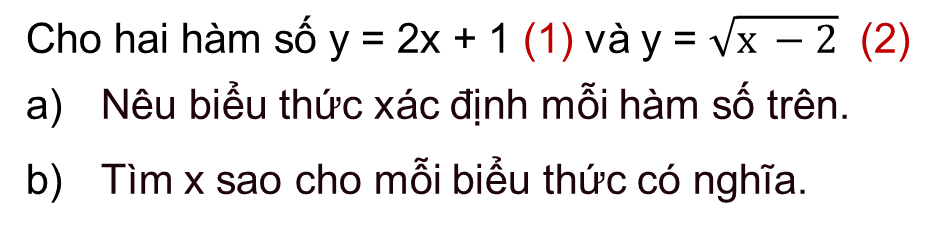 Cho hai hàm số y = 2x + 1 (1) và y = √(x − 2) (2)
a) Nêu biểu thức xác định mỗi hàm số trên.
b) Tìm x sao cho mỗi biểu thức có nghĩa.